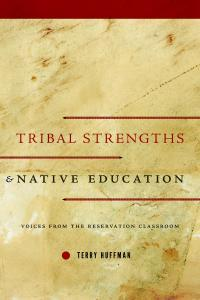 TRIBAL STRENGTHS
& NATIVE EDUCATION
VOICES FROM THE RESERVATION CLASSROOM
TERRY HUFFMAN